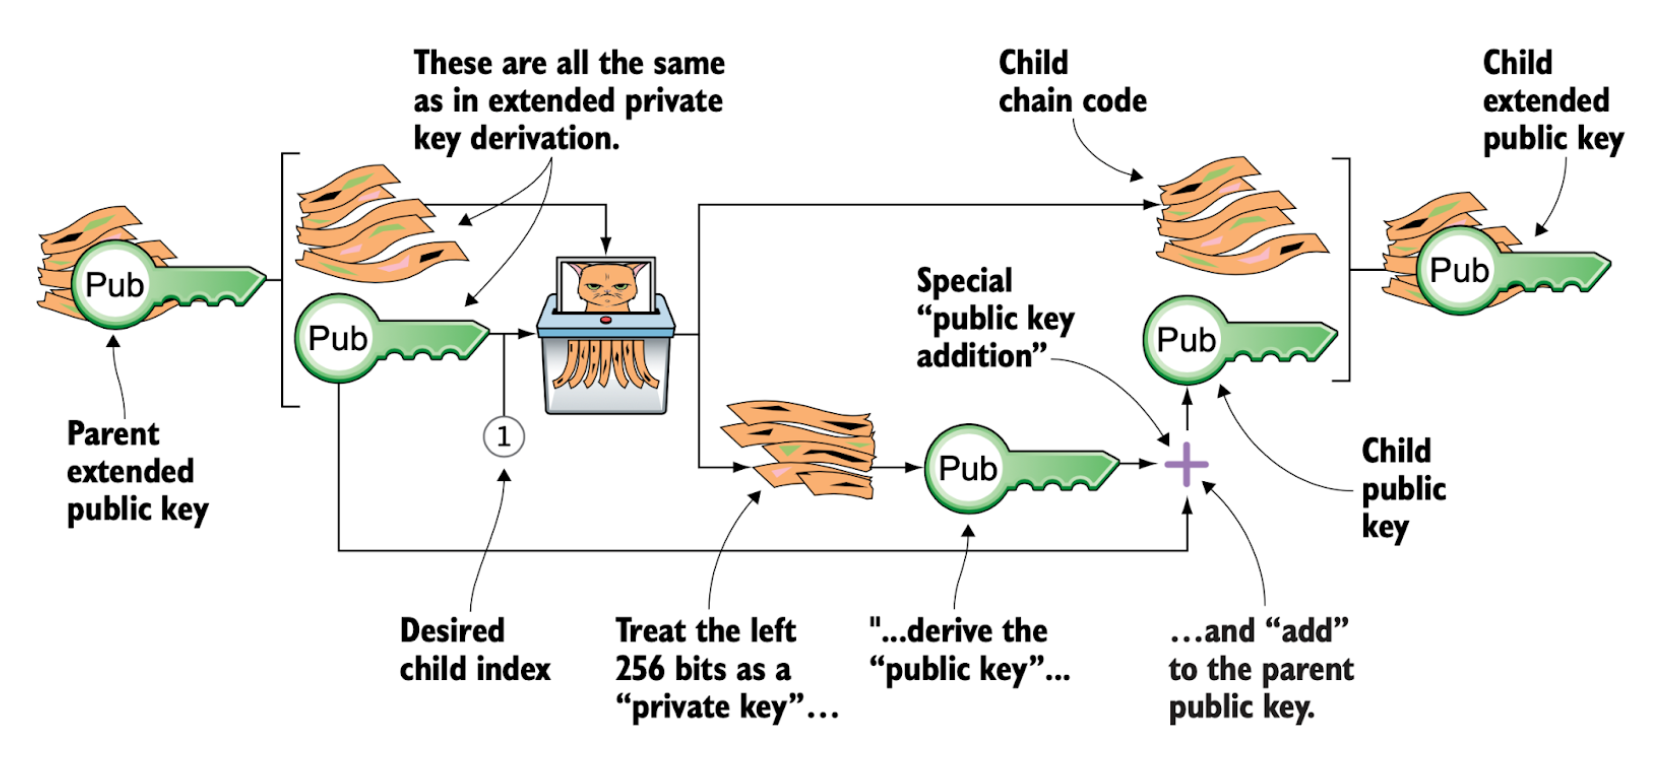 These are all the same
as in extended private
key derivation.
Child
chain code
Child
extended
public key
Pub
Pub
Pub
Special
“public key
addition”
Pub
Parent
extended
public key
1
Pub
Child
public
key
Desired
child index
Treat the left
256 bits as a
“private key”...
"...derive the
“public key”...
...and “add”
to the parent
public key.